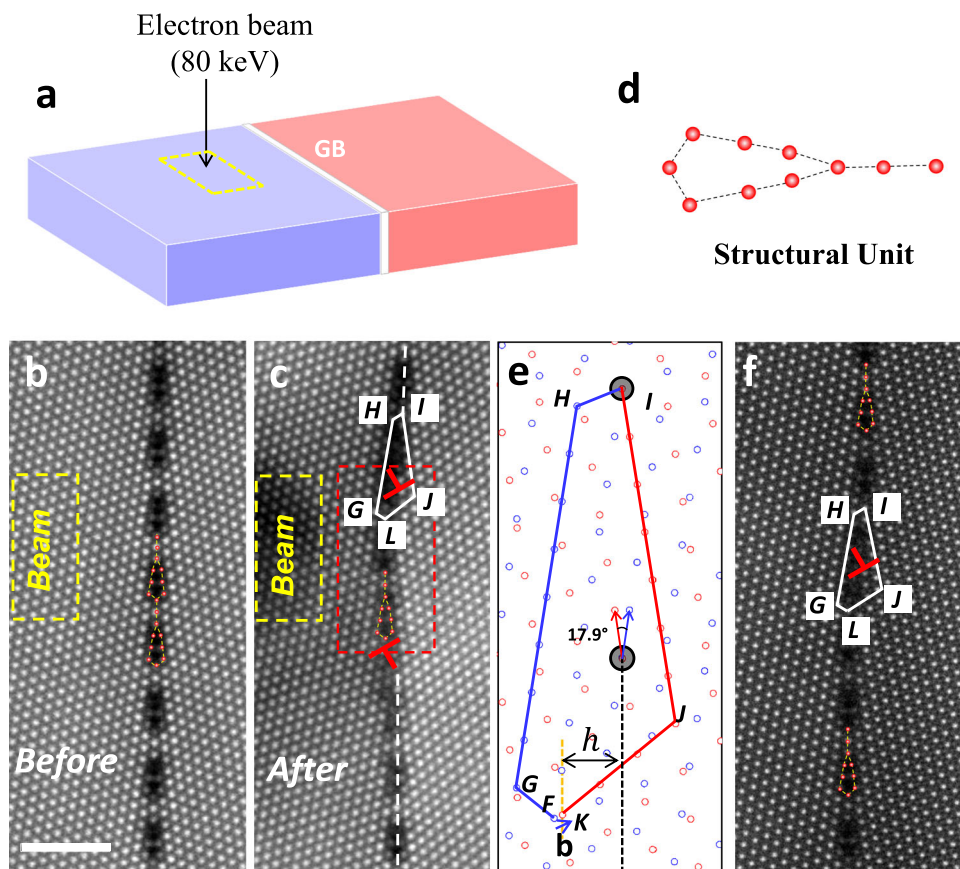 Electron beam
(80 keV)
a
GB
d
Structural Unit
b
Beam
Before
c
H
I
G
J
L
Beam
After
e
H
I
17.9°
J
h
G
F
K
b
f
H
I
G
J
L